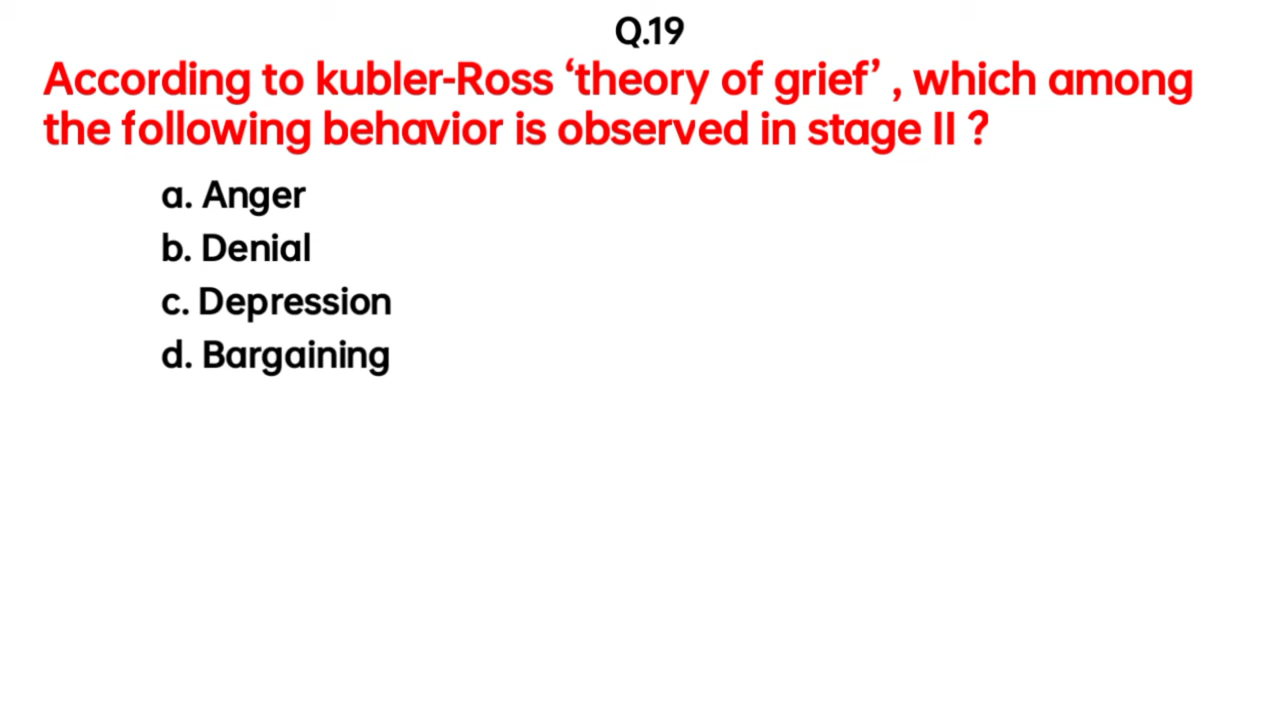 Q.19
According to kubler-Ross ‘theory of grief’ , which among
the following behavior is observed in stage II ?
a. Anger
b. Denial
c. Depression
d. Bargaining